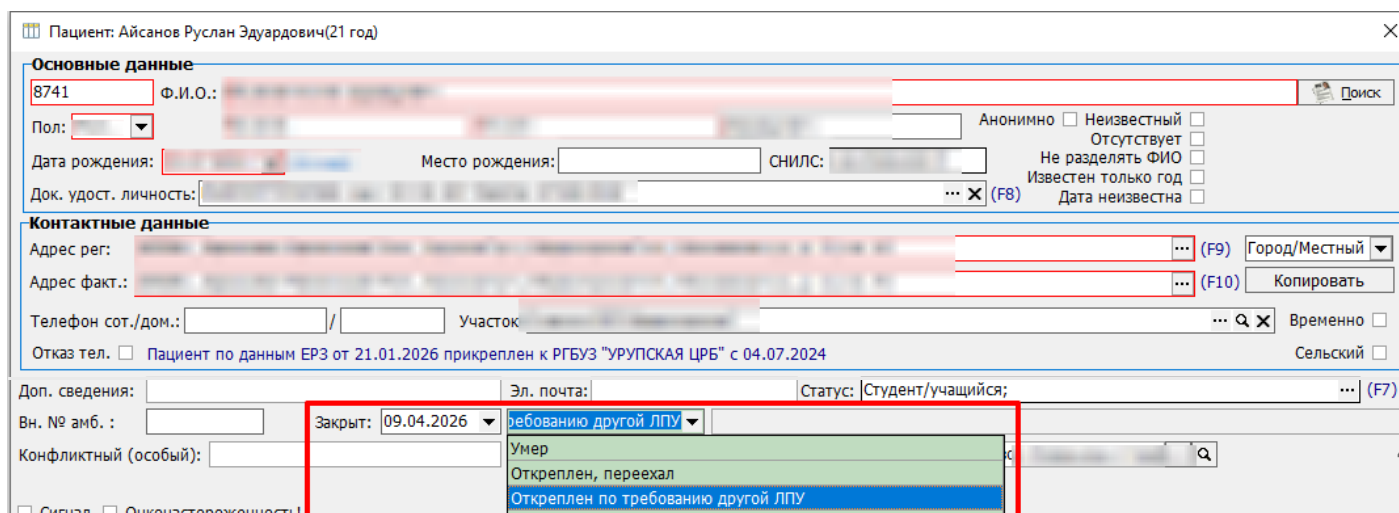 Пациент: Айсанов Руслан Эдуардович(21 год)
Основные данные
8741 Ф.И.О.: Поиск
Пол: Анонимно Неизвестный
Отсутствует
Дата рождения: Место рождения: СНИЛС: Не разделять ФИО
Известен только год
Док. удост. личность: ... X (F8) Дата неизвестна
Контактные данные
Адрес рег: ... (F9) Город/Местный
Адрес факт.: ... (F10) Копировать
Телефон сот./дом.: / Участок ... X Временно
Отказ тел. Пациент по данным ЕРЗ от 21.01.2026 прикреплен к РГБУЗ "УРУПСКАЯ ЦРБ" с 04.07.2024 Сельский
Доп. сведения: Эл. почта: Статус: Студент/учащийся; ... (F7)
Вн. № амб. : Закрыт: 09.04.2026 ребованию другой ЛПУ
Конфликтный (особый): Умер
Откреплен, переехал
Откреплен по требованию другой ЛПУ
Сигнал Онконастороженность!